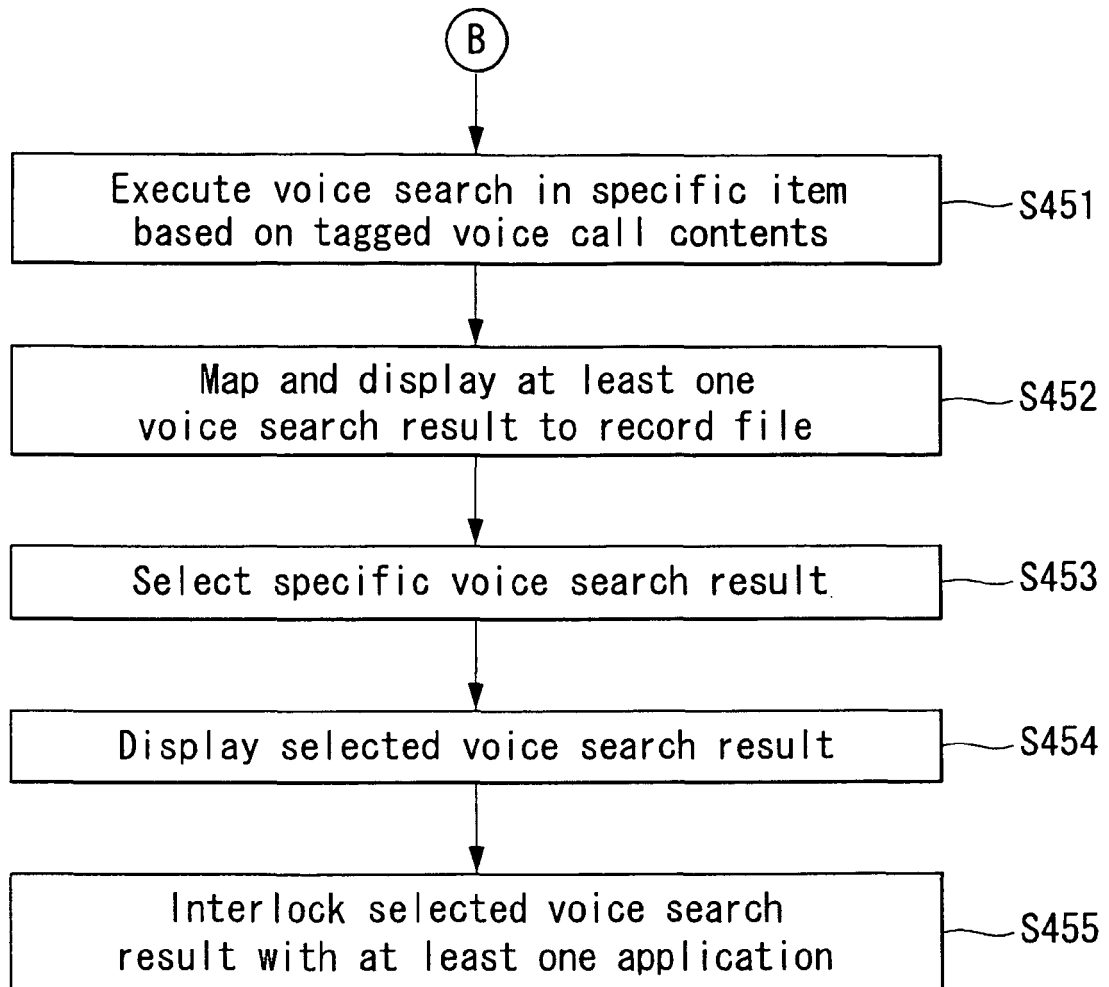 B
Execute voice search in specific item
based on tagged voice call contents
S451
Map and display at least one
voice search result to record file
S452
Select specific voice search result
S453
Display selected voice search result
S454
Interlock selected voice search
result with at least one application
S455